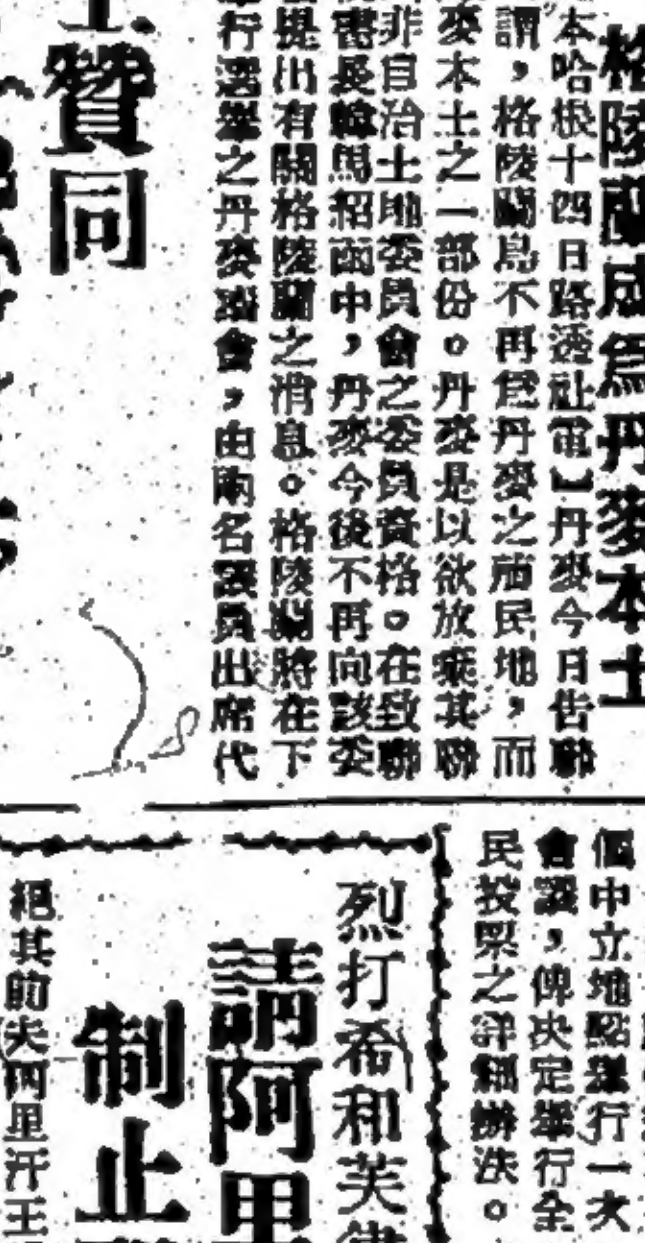 格陵蘭成為丹麥本土
本哈根十四日路透社電】丹麥今日告聯
謂,格陵蘭島不再為丹麥之殖民地,而
麥本土之一部份。丹麥是以欲放棄其聯
非自治土地委員會之委員資格。在致聯
書長韓馬紹函中,丹麥今後不再向該委
提出有關格陵蘭之消息。格陵蘭將在下
行選舉之丹麥議會,由兩名議員出席代
贊同
個中立地點舉行一次
會議,俾決定舉行全
民投票之詳細辦法。
烈打希和芙
請阿里
制止
絕其前夫阿里汗王